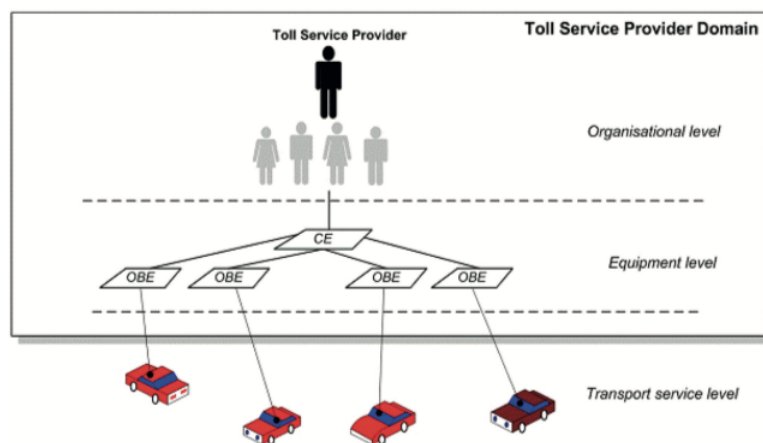 Toll Service Provider Domain
Toll Service Provider
Organisational level
CE
OBE
OBE
OBE
OBE
Equipment level
Transport service level